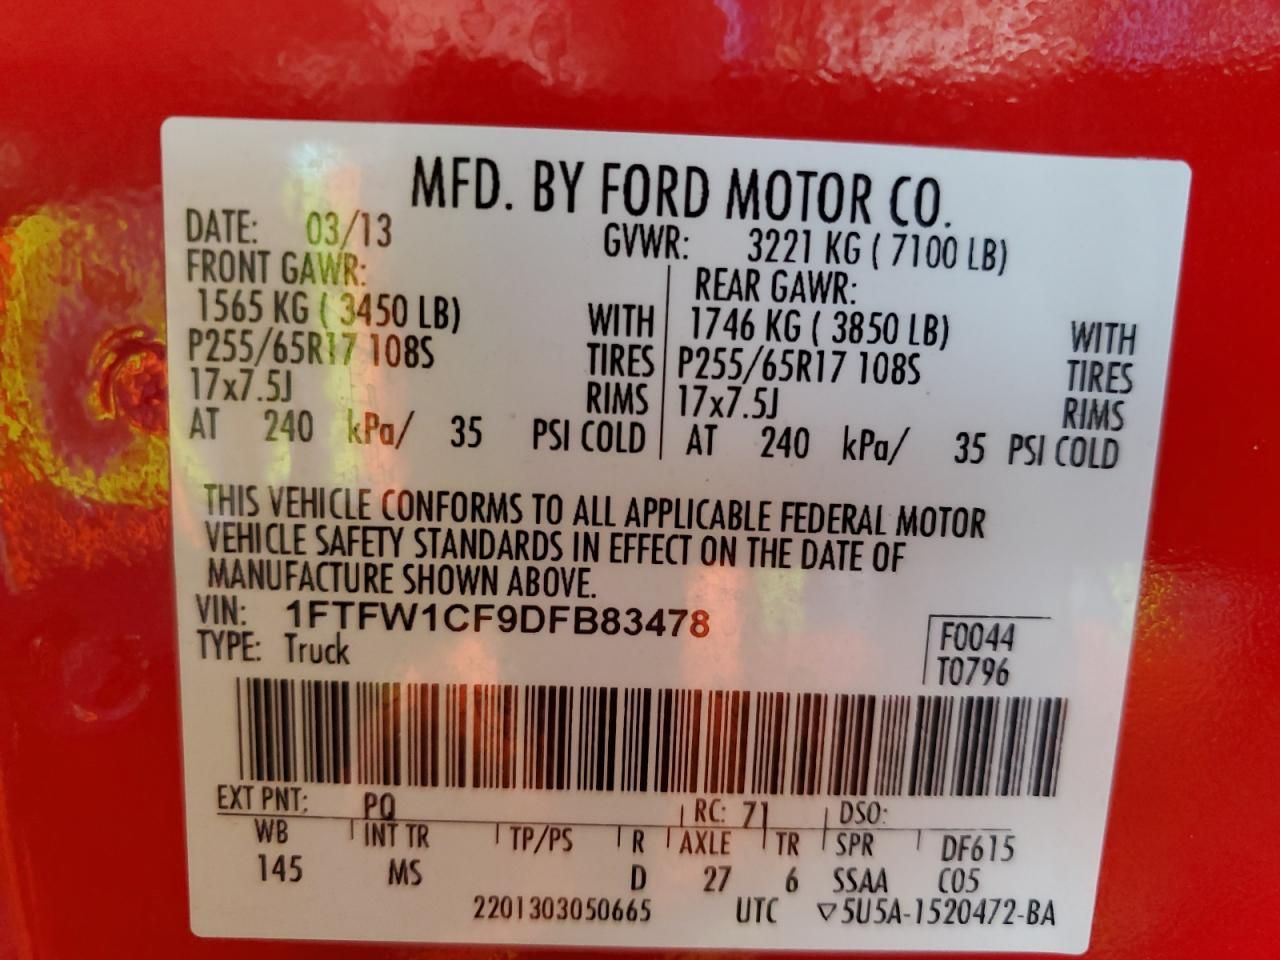 MFD. BY FORD MOTOR CO.
DATE: 03/13 GVWR: 3221 KG ( 7100 LB)
FRONT GAWR: REAR GAWR:
1565 KG ( 3450 LB) WITH 1746 KG ( 3850 LB) WITH
P255/65R17 108S TIRES P255/65R17 108S TIRES
17x7.5J RIMS 17x7.5J RIMS
AT 240 kPa/ 35 PSI COLD AT 240 kPa/ 35 PSI COLD
THIS VEHICLE CONFORMS TO ALL APPLICABLE FEDERAL MOTOR
VEHICLE SAFETY STANDARDS IN EFFECT ON THE DATE OF
MANUFACTURE SHOWN ABOVE.
VIN: 1FTFW1CF9DFB83478 F0044
TYPE: Truck T0796
EXT PNT: PQ RC: 71 DSO:
WB INT TR TP/PS R AXLE TR SPR DF615
145 MS D 27 6 SSAA C05
2201303050665 UTC ▽5U5A-1520472-BA